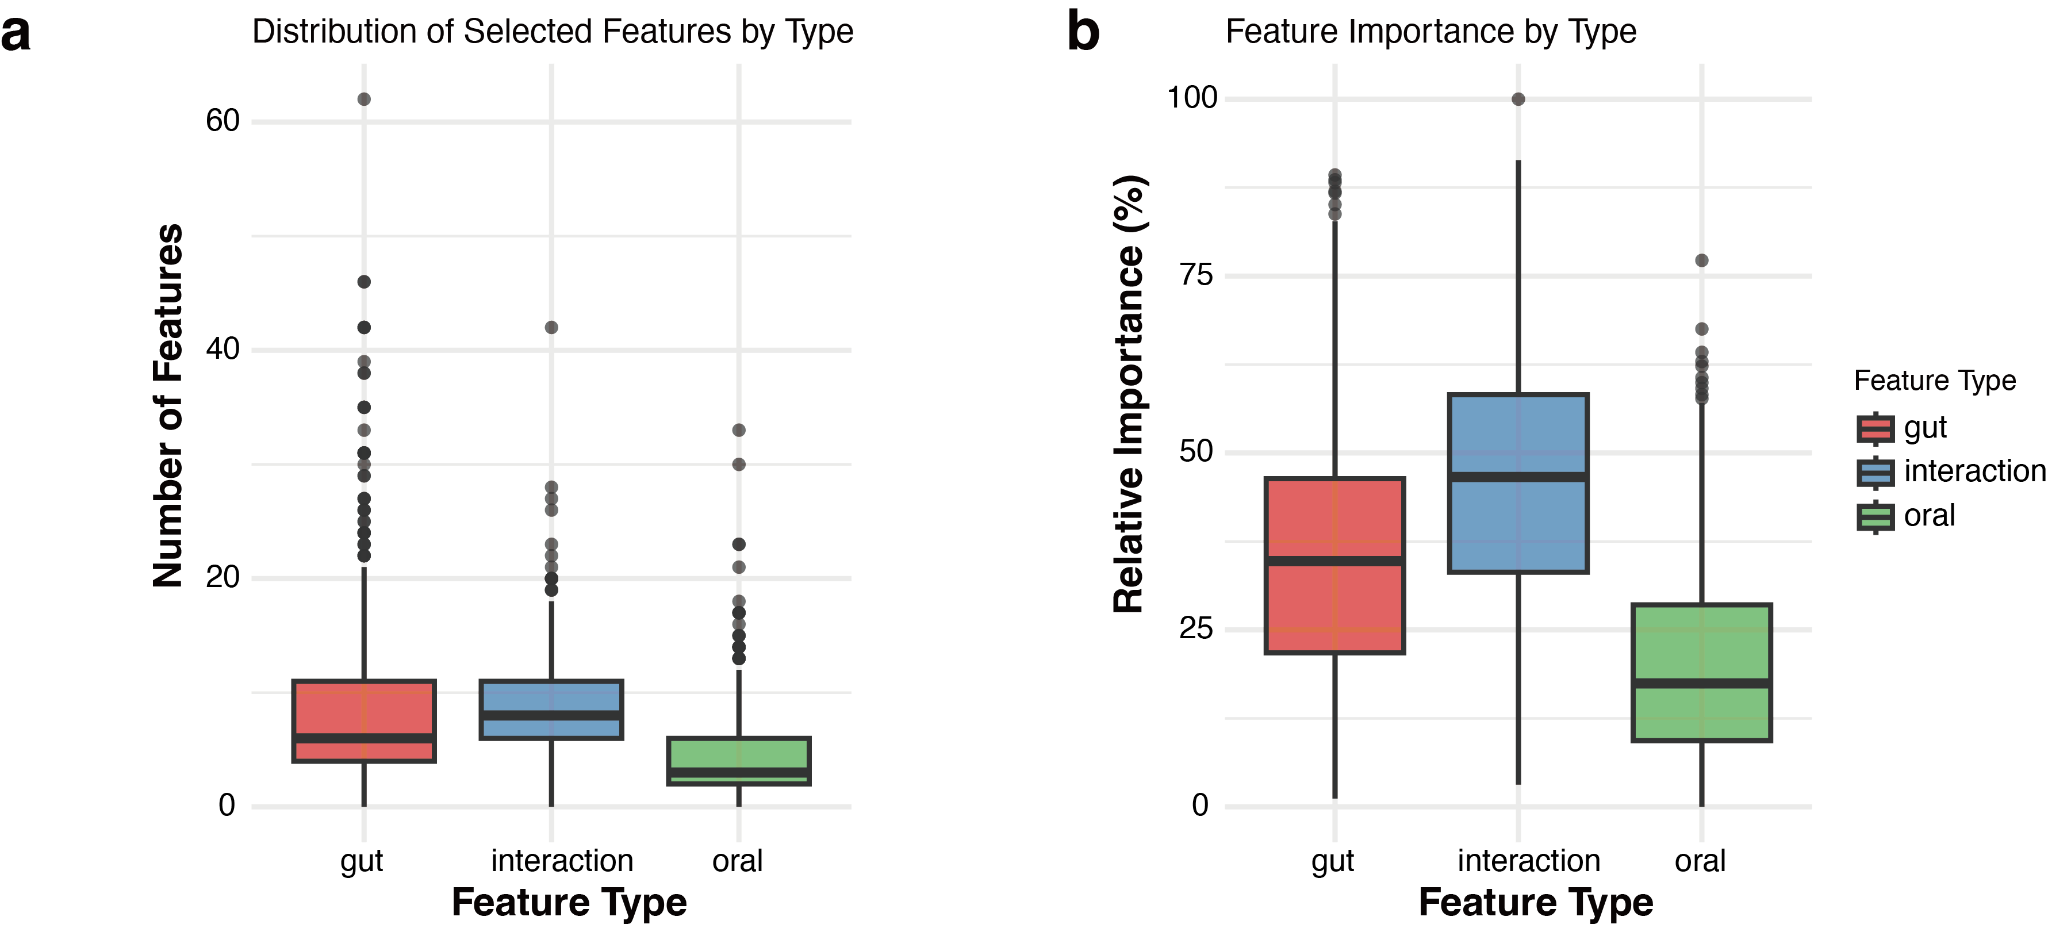 a
Distribution of Selected Features by Type
Number of Features
60
40
20
0
gut interaction oral
Feature Type
b
Feature Importance by Type
Relative Importance (%)
100
75
50
25
0
gut interaction oral
Feature Type
Feature Type
gut
interaction
oral